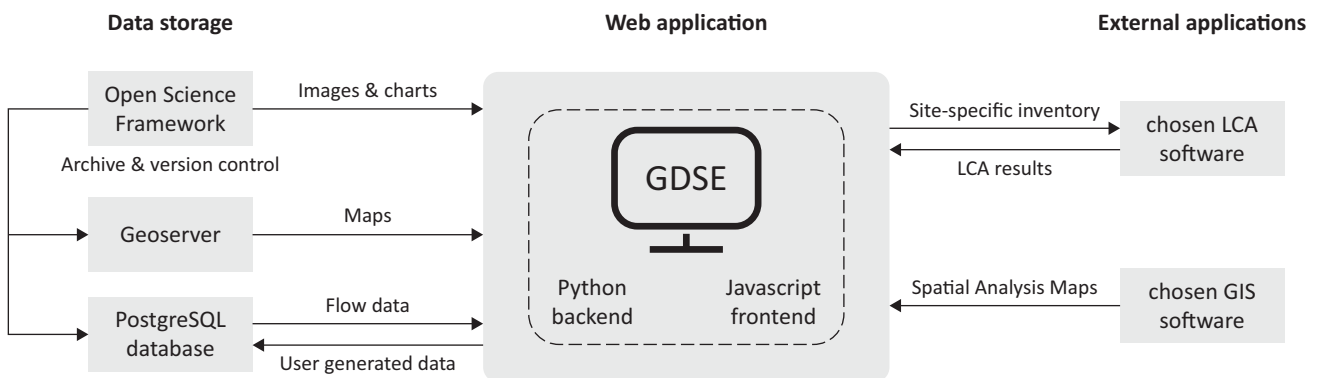 Data storage
Web application
External applications
Open Science
Framework
Archive & version control
Images & charts
Geoserver
Maps
PostgreSQL
database
Flow data
User generated data
GDSE
Python
backend
Javascript
frontend
Site-specific inventory
LCA results
chosen LCA
software
Spatial Analysis Maps
chosen GIS
software